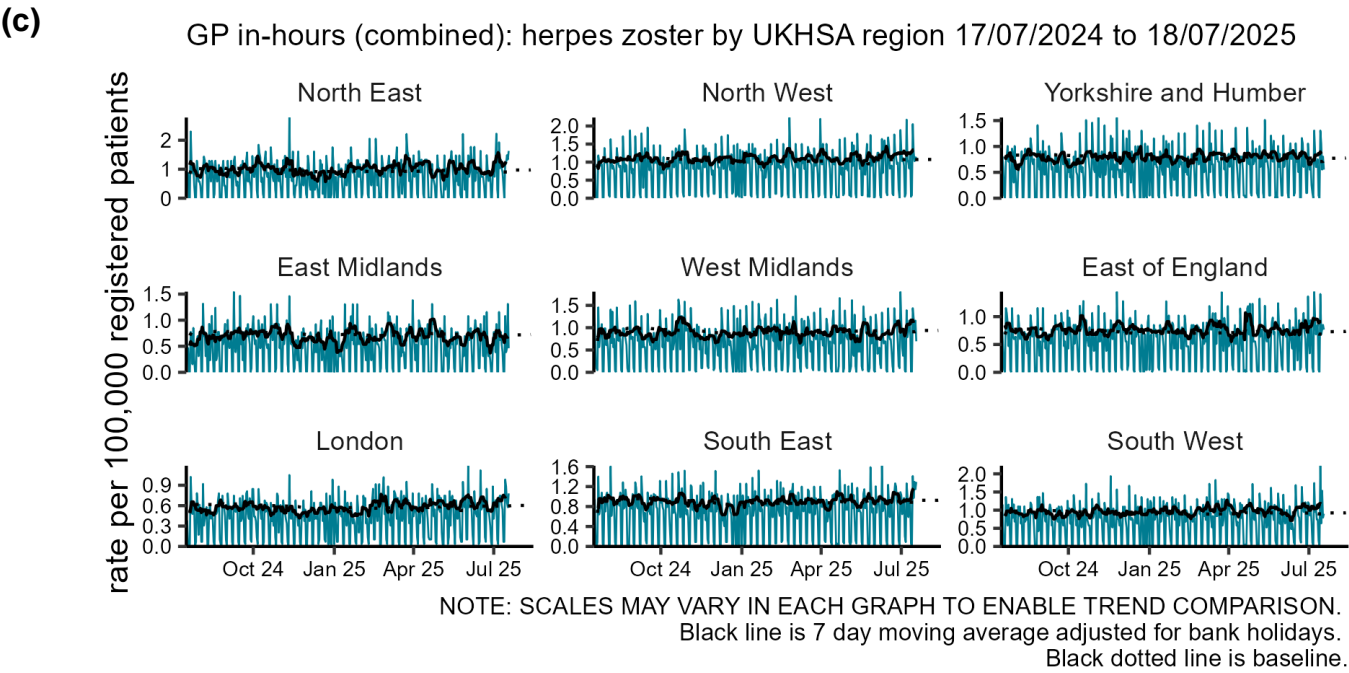 (c)
GP in-hours (combined): herpes zoster by UKHSA region 17/07/2024 to 18/07/2025
rate per 100,000 registered patients
North East
2
1
0
North West
2.0
1.5
1.0
0.5
0.0
Yorkshire and Humber
1.5
1.0
0.5
0.0
East Midlands
1.5
1.0
0.5
0.0
West Midlands
1.5
1.0
0.5
0.0
East of England
1.0
0.5
0.0
London
0.9
0.6
0.3
0.0
Oct 24 Jan 25 Apr 25 Jul 25
South East
1.6
1.2
0.8
0.4
0.0
Oct 24 Jan 25 Apr 25 Jul 25
South West
2.0
1.5
1.0
0.5
0.0
Oct 24 Jan 25 Apr 25 Jul 25
NOTE: SCALES MAY VARY IN EACH GRAPH TO ENABLE TREND COMPARISON.
Black line is 7 day moving average adjusted for bank holidays.
Black dotted line is baseline.